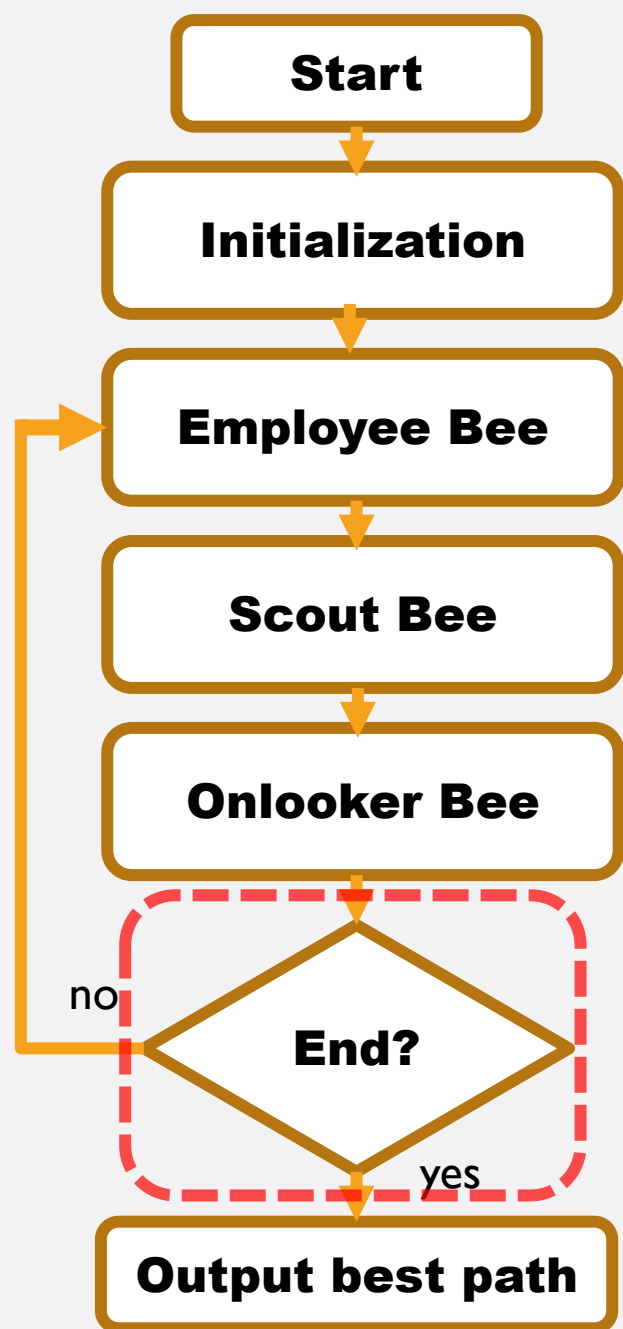 Start
Initialization
Employee Bee
Scout Bee
Onlooker Bee
no
End?
yes
Output best path